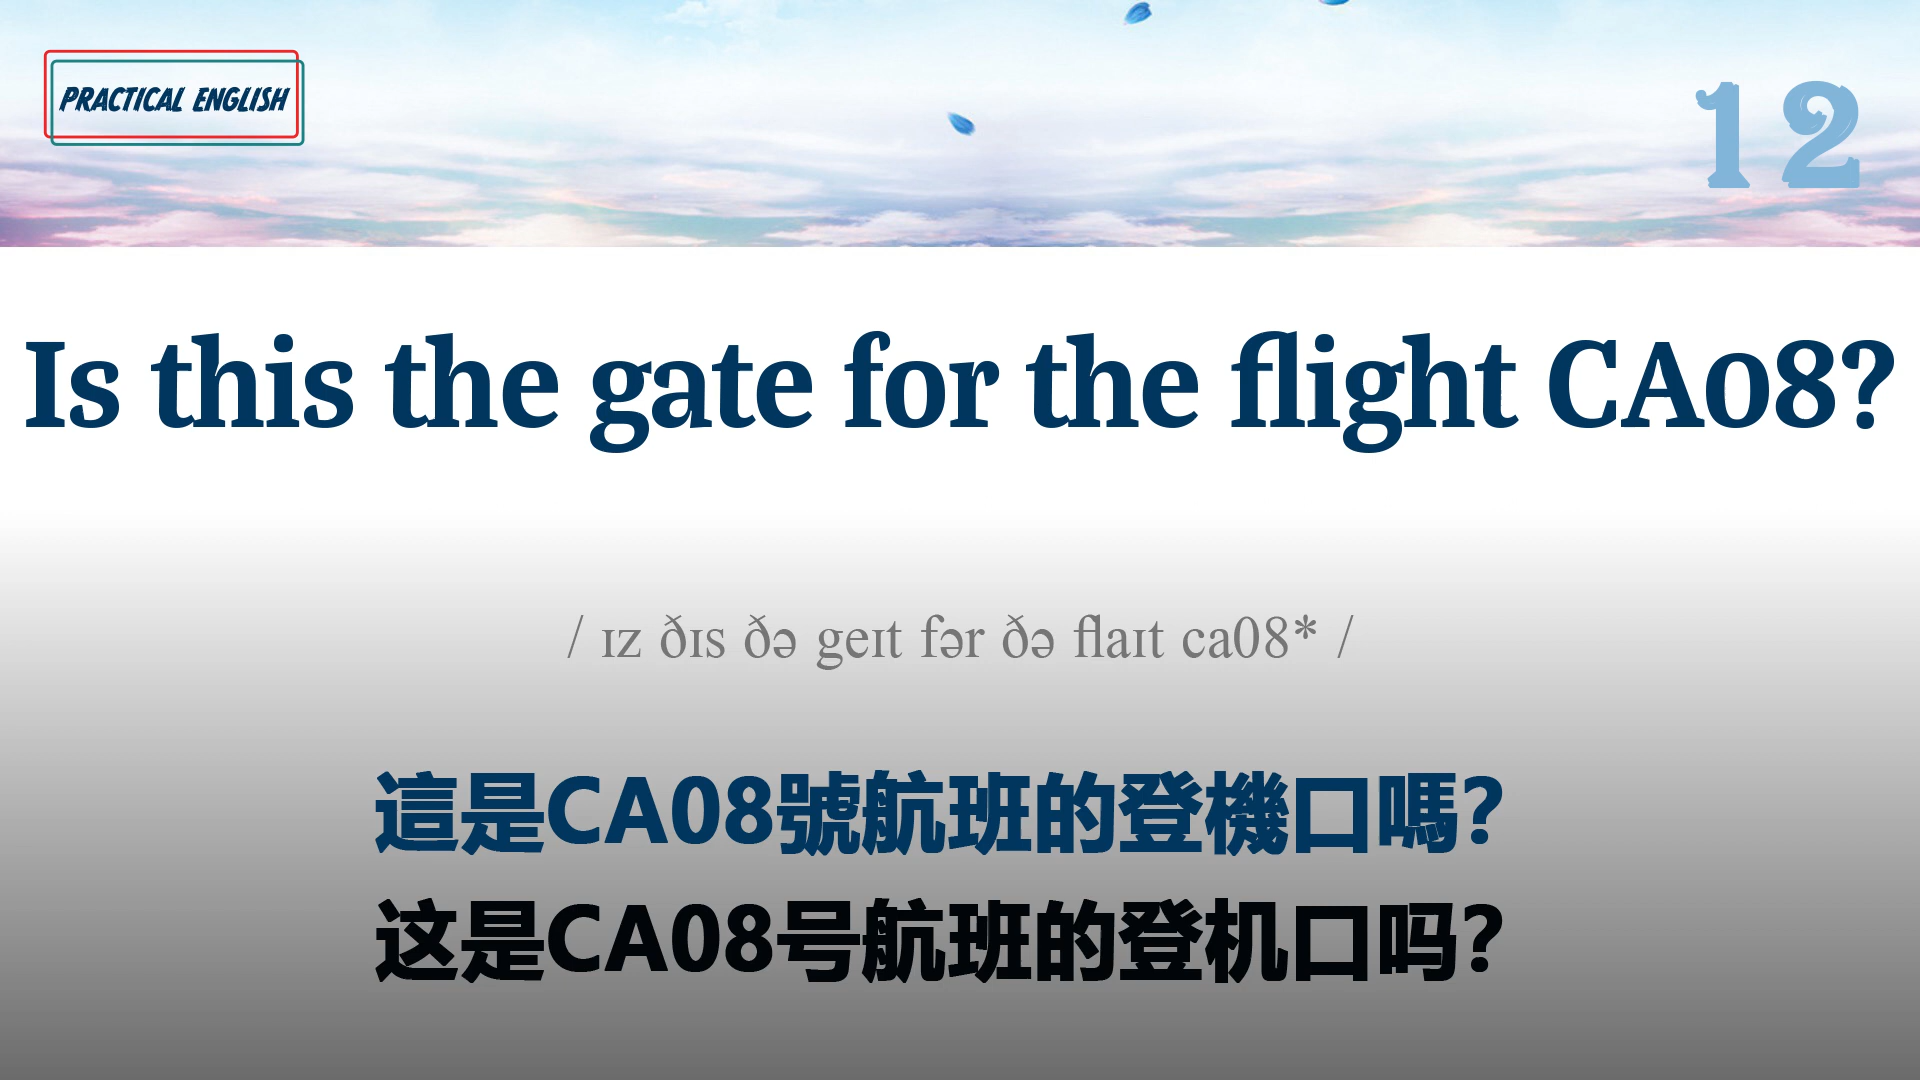 PRACTICAL ENGLISH
12
Is this the gate for the flight CA08?
/ ɪz ðɪs ðə geɪt fər ðə flaɪt ca08* /
這是CA08號航班的登機口嗎?
这是CA08号航班的登机口吗?